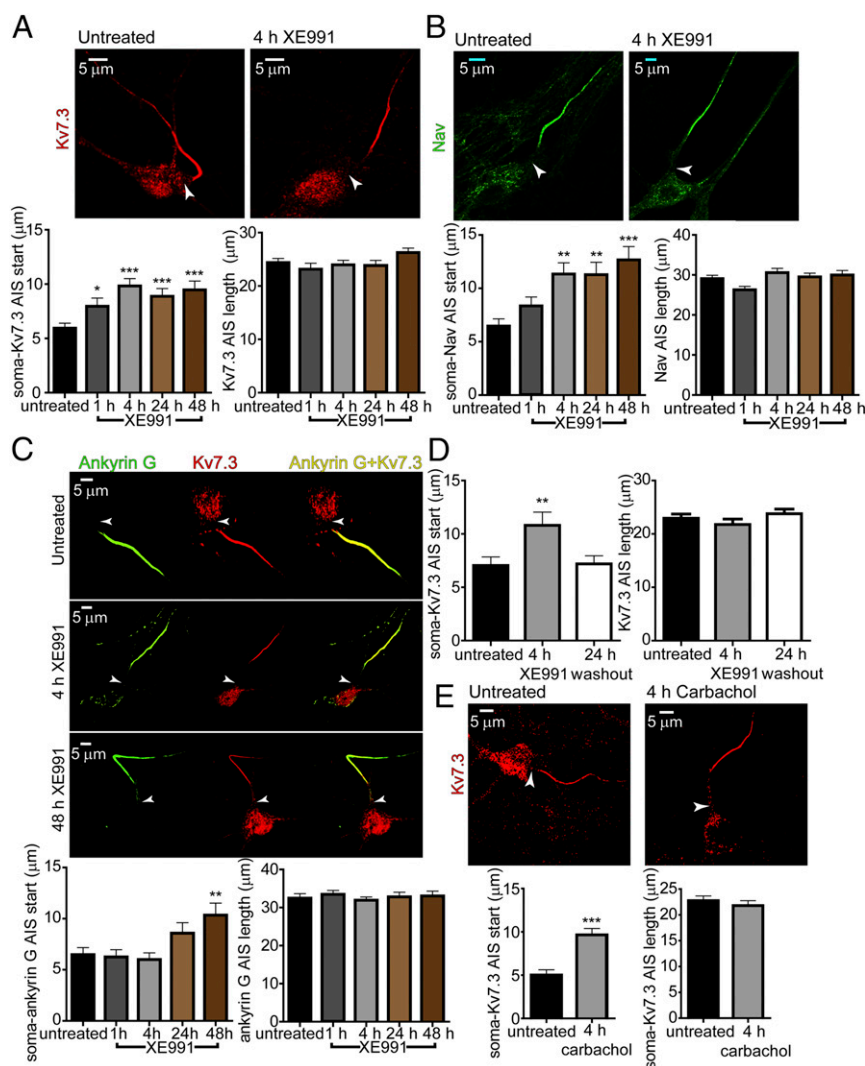 A
Untreated
4 h XE991
5 µm
5 µm
Kv7.3
soma-Kv7.3 AIS start (µm)
15
10
5
0
*
***
***
***
untreated
1 h
4 h
24 h
48 h
XE991
Kv7.3 AIS length (µm)
30
20
10
0
untreated
1 h
4 h
24 h
48 h
XE991
B
Untreated
4 h XE991
5 µm
5 µm
Nav
soma-Nav AIS start (µm)
15
10
5
0
**
**
***
untreated
1 h
4 h
24 h
48 h
XE991
Nav AIS length (µm)
40
30
20
10
0
untreated
1 h
4 h
24 h
48 h
XE991
C
Ankyrin G
Kv7.3
Ankyrin G+Kv7.3
5 µm
Untreated
5 µm
4 h XE991
5 µm
48 h XE991
soma-ankyrin G AIS start (µm)
15
10
5
0
**
untreated
1h
4h
24h
48h
XE991
ankyrin G AIS length (µm)
40
30
20
10
0
untreated
1 h
4 h
24 h
48 h
XE991
D
soma-Kv7.3 AIS start (µm)
15
10
5
0
**
untreated
4 h
24 h
XE991 washout
Kv7.3 AIS length (µm)
30
20
10
0
untreated
4 h
24 h
XE991 washout
E
Untreated
4 h Carbachol
5 µm
5 µm
Kv7.3
soma-Kv7.3 AIS start (µm)
15
10
5
0
***
untreated
4 h
carbachol
soma-Kv7.3 AIS length (µm)
25
20
15
10
5
0
untreated
4 h
carbachol